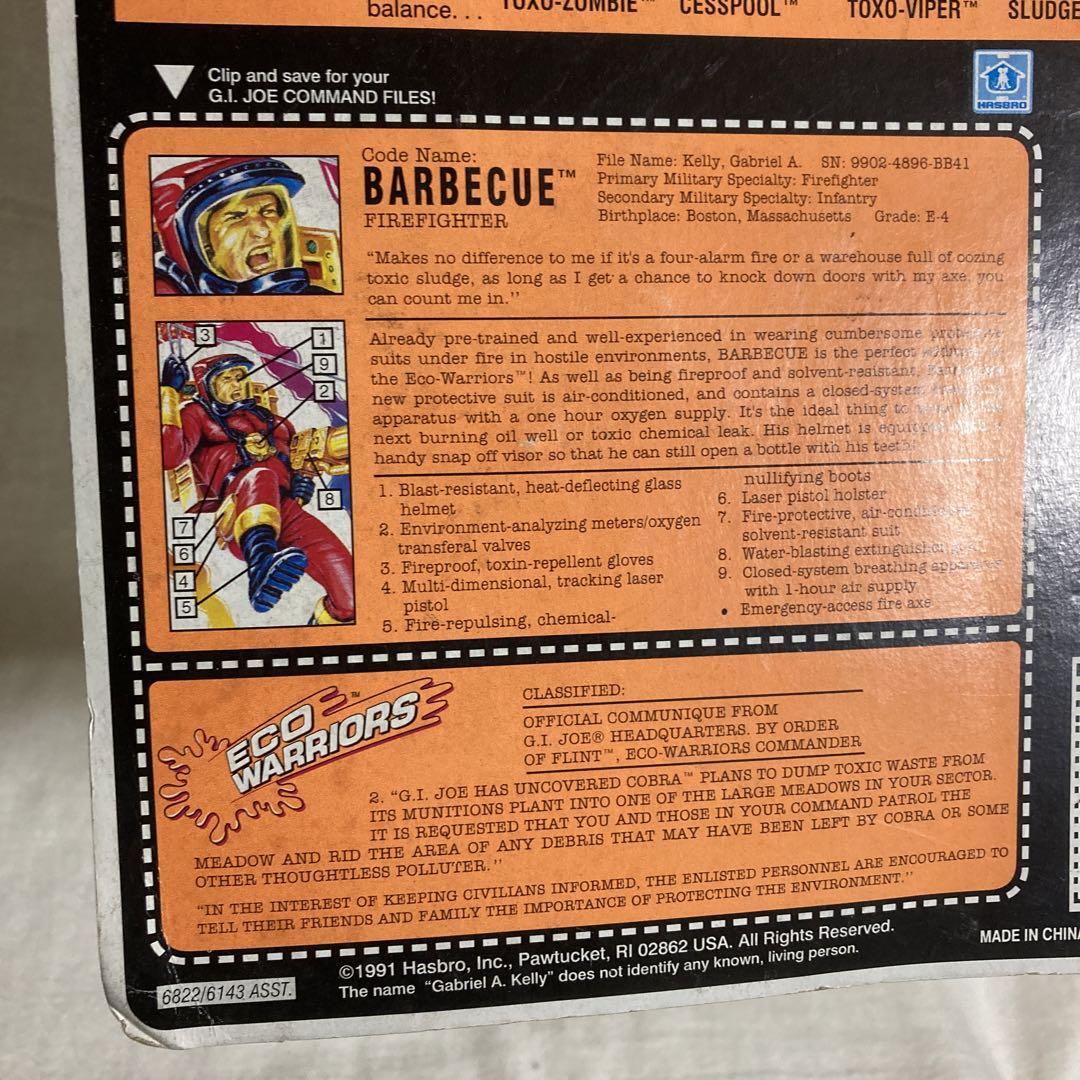 balance... TOXO-ZOMBIE™ CESSPOOL™ TOXO-VIPER™ SLUDGE
Clip and save for your
G.I. JOE COMMAND FILES!
HASBRO
Code Name:
BARBECUE™
FIREFIGHTER
File Name: Kelly, Gabriel A. SN: 9902-4896-BB41
Primary Military Specialty: Firefighter
Secondary Military Specialty: Infantry
Birthplace: Boston, Massachusetts Grade: E-4
"Makes no difference to me if it's a four-alarm fire or a warehouse full of oozing
toxic sludge, as long as I get a chance to knock down doors with my axe, you
can count me in."
Already pre-trained and well-experienced in wearing cumbersome
suits under fire in hostile environments, BARBECUE is the perfect
the Eco-Warriors™! As well as being fireproof and solvent-resistant,
new protective suit is air-conditioned, and contains a closed-system
apparatus with a one hour oxygen supply. It's the ideal thing to
next burning oil well or toxic chemical leak. His helmet is equipped
handy snap off visor so that he can still open a bottle with his teeth!
3
1
9
2
8
7
6
4
5
1. Blast-resistant, heat-deflecting glass
helmet
2. Environment-analyzing meters/oxygen
transferal valves
3. Fireproof, toxin-repellent gloves
4. Multi-dimensional, tracking laser
pistol
5. Fire-repulsing, chemical-
nullifying boots
6. Laser pistol holster
7. Fire-protective, air-conditioned
solvent-resistant suit
8. Water-blasting extinguisher
9. Closed-system breathing apparatus
with 1-hour air supply
• Emergency-access fire axe
ECO
WARRIORS™
CLASSIFIED:
OFFICIAL COMMUNIQUE FROM
G.I. JOE® HEADQUARTERS. BY ORDER
OF FLINT™, ECO-WARRIORS COMMANDER
2. "G.I. JOE HAS UNCOVERED COBRA™ PLANS TO DUMP TOXIC WASTE FROM
ITS MUNITIONS PLANT INTO ONE OF THE LARGE MEADOWS IN YOUR SECTOR.
IT IS REQUESTED THAT YOU AND THOSE IN YOUR COMMAND PATROL THE
MEADOW AND RID THE AREA OF ANY DEBRIS THAT MAY HAVE BEEN LEFT BY COBRA OR SOME
OTHER THOUGHTLESS POLLUTER."
"IN THE INTEREST OF KEEPING CIVILIANS INFORMED, THE ENLISTED PERSONNEL ARE ENCOURAGED TO
TELL THEIR FRIENDS AND FAMILY THE IMPORTANCE OF PROTECTING THE ENVIRONMENT."
©1991 Hasbro, Inc., Pawtucket, RI 02862 USA. All Rights Reserved.
The name "Gabriel A. Kelly" does not identify any known, living person.
MADE IN CHINA
6822/6143 ASST.